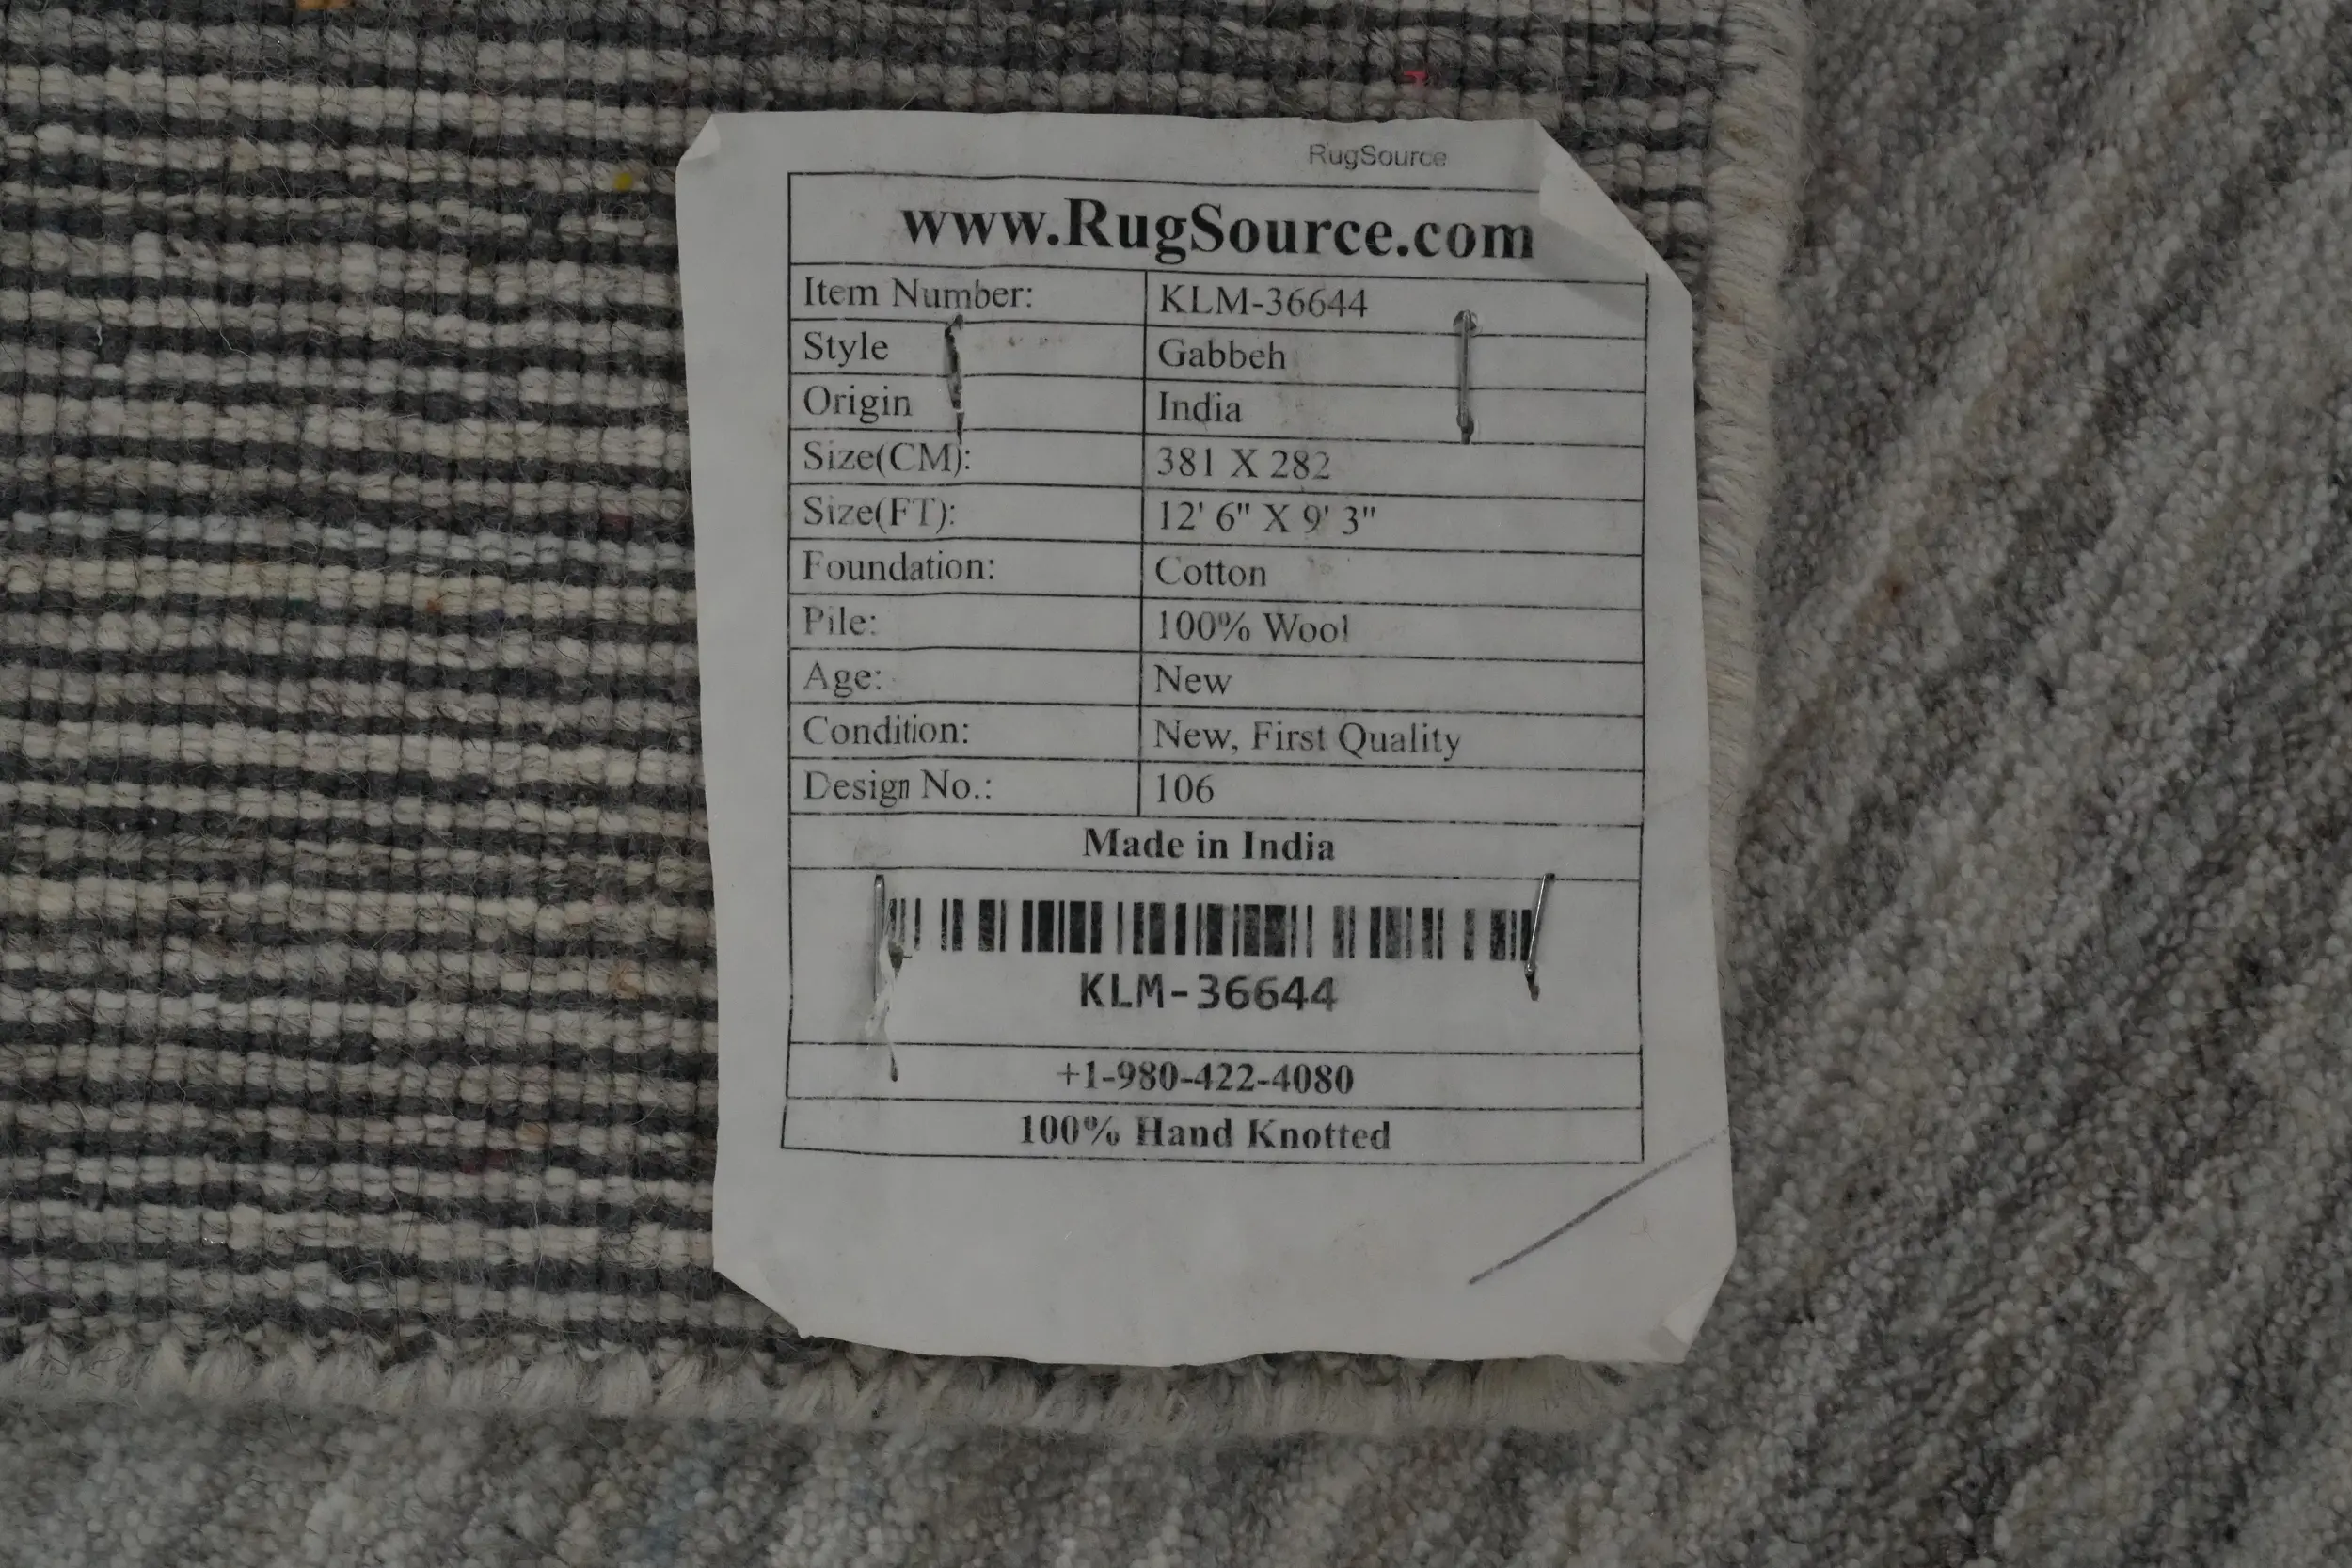 RugSource
www.RugSource.com
Item Number: KLM-36644
Style Gabbeh
Origin India
Size(CM): 381 X 282
Size(FT): 12' 6" X 9' 3"
Foundation: Cotton
Pile: 100% Wool
Age: New
Condition: New, First Quality
Design No.: 106
Made in India
KLM-36644
+1-980-422-4080
100% Hand Knotted